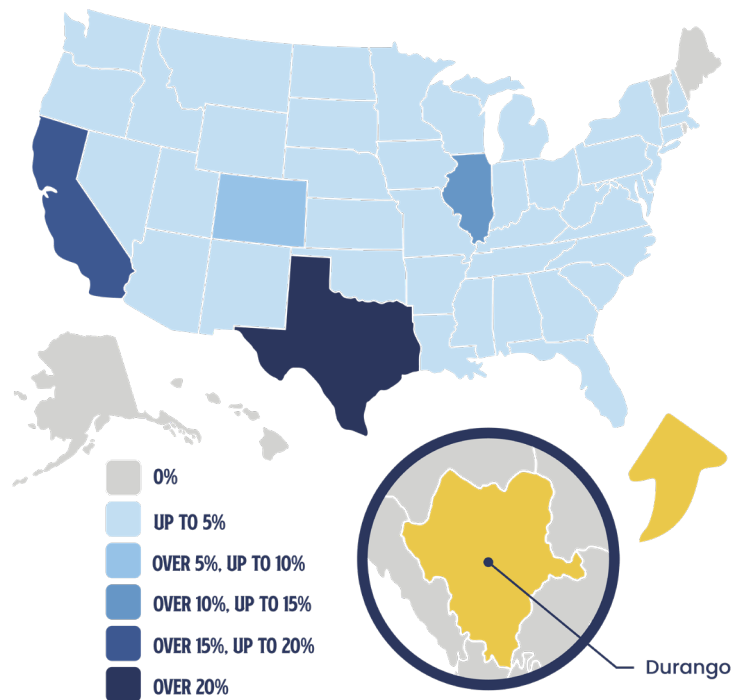 0%
UP TO 5%
OVER 5%, UP TO 10%
OVER 10%, UP TO 15%
OVER 15%, UP TO 20%
OVER 20%
Durango